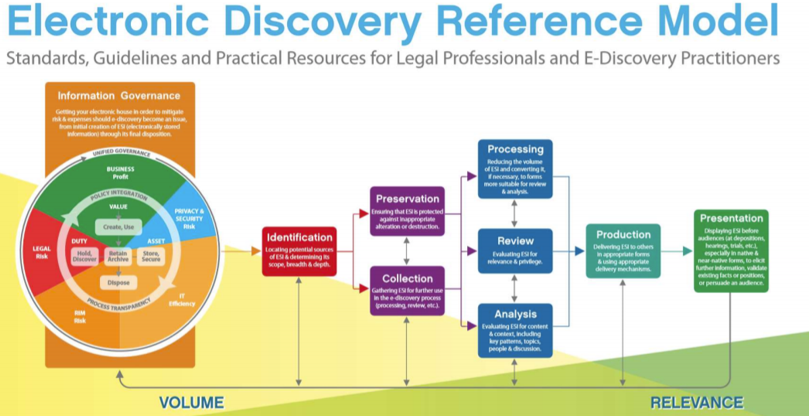 Electronic Discovery Reference Model
Standards, Guidelines and Practical Resources for Legal Professionals and E-Discovery Practitioners
Information Governance
Getting your electronic house in order to mitigate
risk & expenses should e-discovery become an issue,
from initial creation of ESI (electronically stored
information) through its final disposition.
UNIFIED GOVERNANCE
BUSINESS
Profit
POLICY INTEGRATION
VALUE
Create, Use
PRIVACY &
SECURITY
Risk
LEGAL
Risk
DUTY
Hold,
Discover
Retain
Archive
ASSET
Store,
Secure
Dispose
PROCESS TRANSPARENCY
RIM
Risk
IT
Efficiency
Identification
Locating potential sources
of ESI & determining its
scope, breadth & depth.
Preservation
Ensuring that ESI is protected
against inappropriate
alteration or destruction.
Collection
Gathering ESI for further use
in the e-discovery process
(processing, review, etc.).
Processing
Reducing the volume
of ESI and converting it,
if necessary, to forms
more suitable for review
& analysis.
Review
Evaluating ESI for
relevance & privilege.
Analysis
Evaluating ESI for content
& context, including
key patterns, topics,
people & discussion.
Production
Delivering ESI to others
in appropriate forms
& using appropriate
delivery mechanisms.
Presentation
Displaying ESI before
audiences (at depositions,
hearings, trials, etc.),
especially in native &
near-native forms, to elicit
further information, validate
existing facts or positions,
or persuade an audience.
VOLUME
RELEVANCE